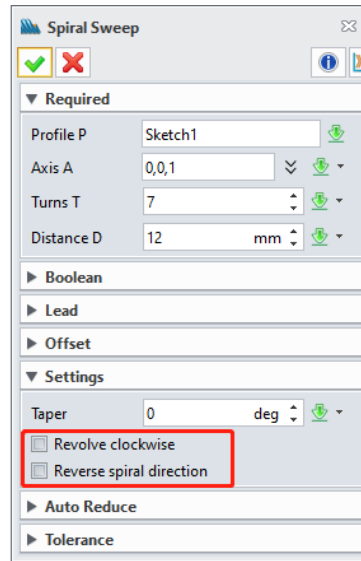 Spiral Sweep
Required
Profile P Sketch1
Axis A 0,0,1
Turns T 7
Distance D 12 mm
Boolean
Lead
Offset
Settings
Taper 0 deg
Revolve clockwise
Reverse spiral direction
Auto Reduce
Tolerance